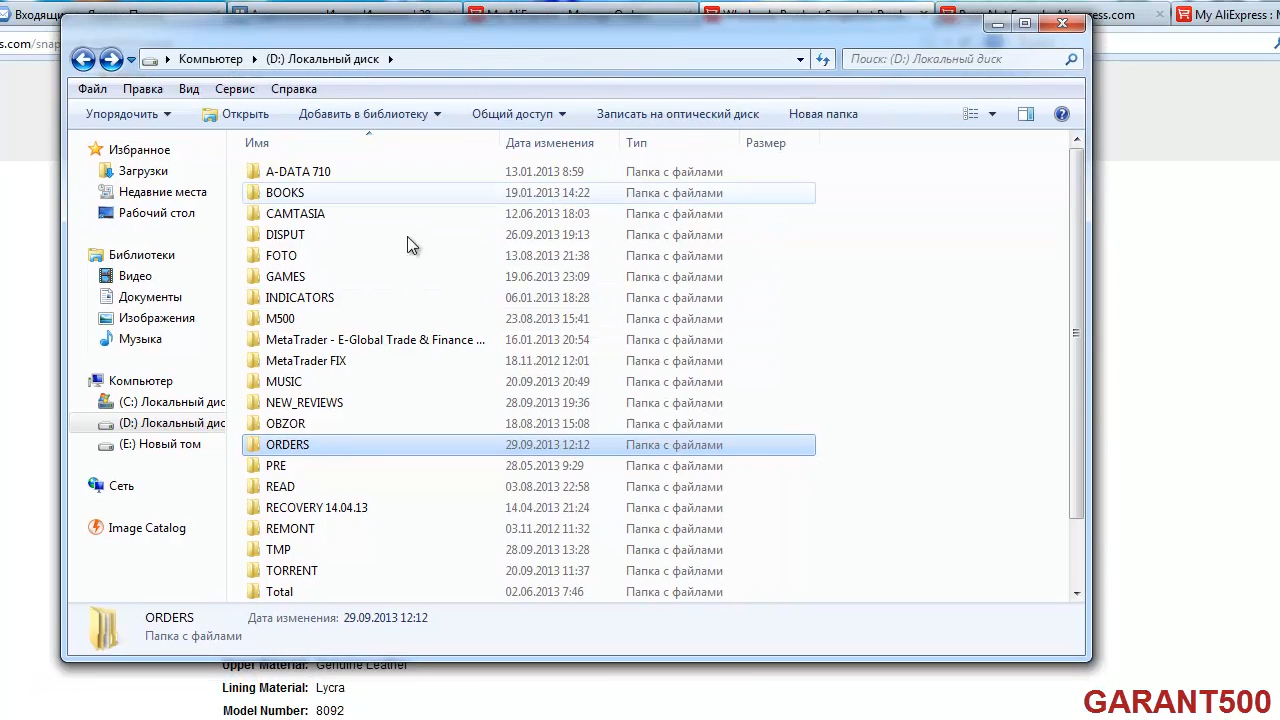 Входящи
My AliExpress :
s.com/snap
Компьютер (D:) Локальный диск
Поиск: (D:) Локальный диск
Файл Правка Вид Сервис Справка
Упорядочить Открыть Добавить в библиотеку Общий доступ Записать на оптический диск Новая папка
Имя Дата изменения Тип Размер
Избранное
Загрузки
Недавние места
Рабочий стол
Библиотеки
Видео
Документы
Изображения
Музыка
Компьютер
(C:) Локальный дис
(D:) Локальный дис
(E:) Новый том
Сеть
Image Catalog
A-DATA 710 13.01.2013 8:59 Папка с файлами
BOOKS 19.01.2013 14:22 Папка с файлами
CAMTASIA 12.06.2013 18:03 Папка с файлами
DISPUT 26.09.2013 19:13 Папка с файлами
FOTO 13.08.2013 21:38 Папка с файлами
GAMES 19.06.2013 23:09 Папка с файлами
INDICATORS 06.01.2013 18:28 Папка с файлами
M500 23.08.2013 15:41 Папка с файлами
MetaTrader - E-Global Trade & Finance ... 16.01.2013 20:54 Папка с файлами
MetaTrader FIX 18.11.2012 12:01 Папка с файлами
MUSIC 20.09.2013 20:49 Папка с файлами
NEW_REVIEWS 28.09.2013 19:36 Папка с файлами
OBZOR 18.08.2013 15:08 Папка с файлами
ORDERS 29.09.2013 12:12 Папка с файлами
PRE 28.05.2013 9:29 Папка с файлами
READ 03.08.2013 22:58 Папка с файлами
RECOVERY 14.04.13 14.04.2013 21:24 Папка с файлами
REMONT 03.11.2012 11:32 Папка с файлами
TMP 28.09.2013 13:28 Папка с файлами
TORRENT 20.09.2013 11:37 Папка с файлами
Total 02.06.2013 7:46 Папка с файлами
ORDERS Дата изменения: 29.09.2013 12:12
Папка с файлами
Upper Material: Genuine Leather
Lining Material: Lycra
Model Number: 8092
GARANT500